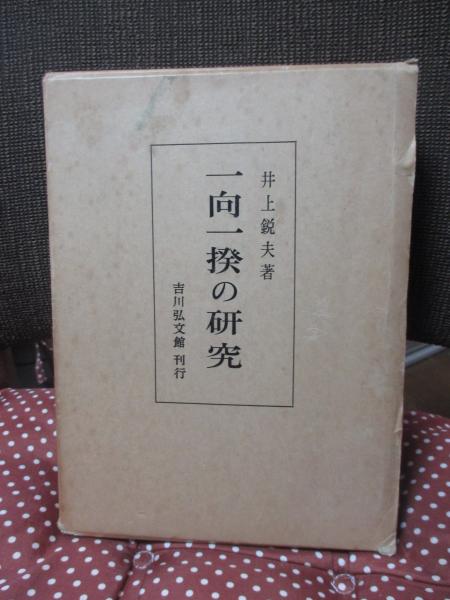 井上鋭夫著
一向一揆の研究
吉川弘文館 刊行